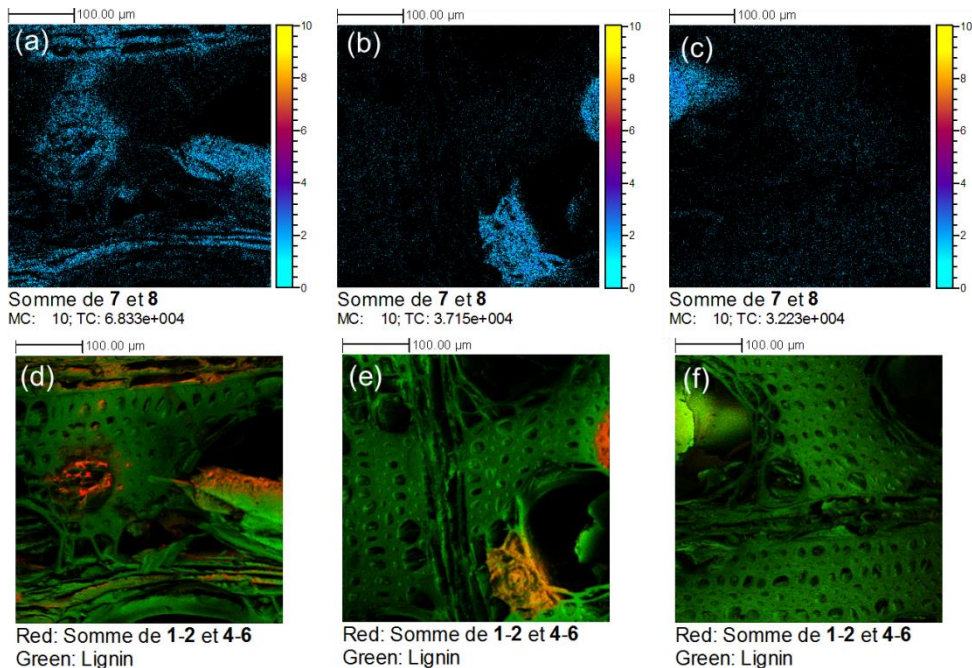 100.00 µm
100.00 µm
100.00 µm
(a)
(b)
(c)
10
8
6
4
2
0
10
8
6
4
2
0
10
8
6
4
2
0
Somme de 7 et 8
MC: 10; TC: 6.833e+004
Somme de 7 et 8
MC: 10; TC: 3.715e+004
Somme de 7 et 8
MC: 10; TC: 3.223e+004
100.00 µm
100.00 µm
100.00 µm
(d)
(e)
(f)
Red: Somme de 1-2 et 4-6
Green: Lignin
Red: Somme de 1-2 et 4-6
Green: Lignin
Red: Somme de 1-2 et 4-6
Green: Lignin